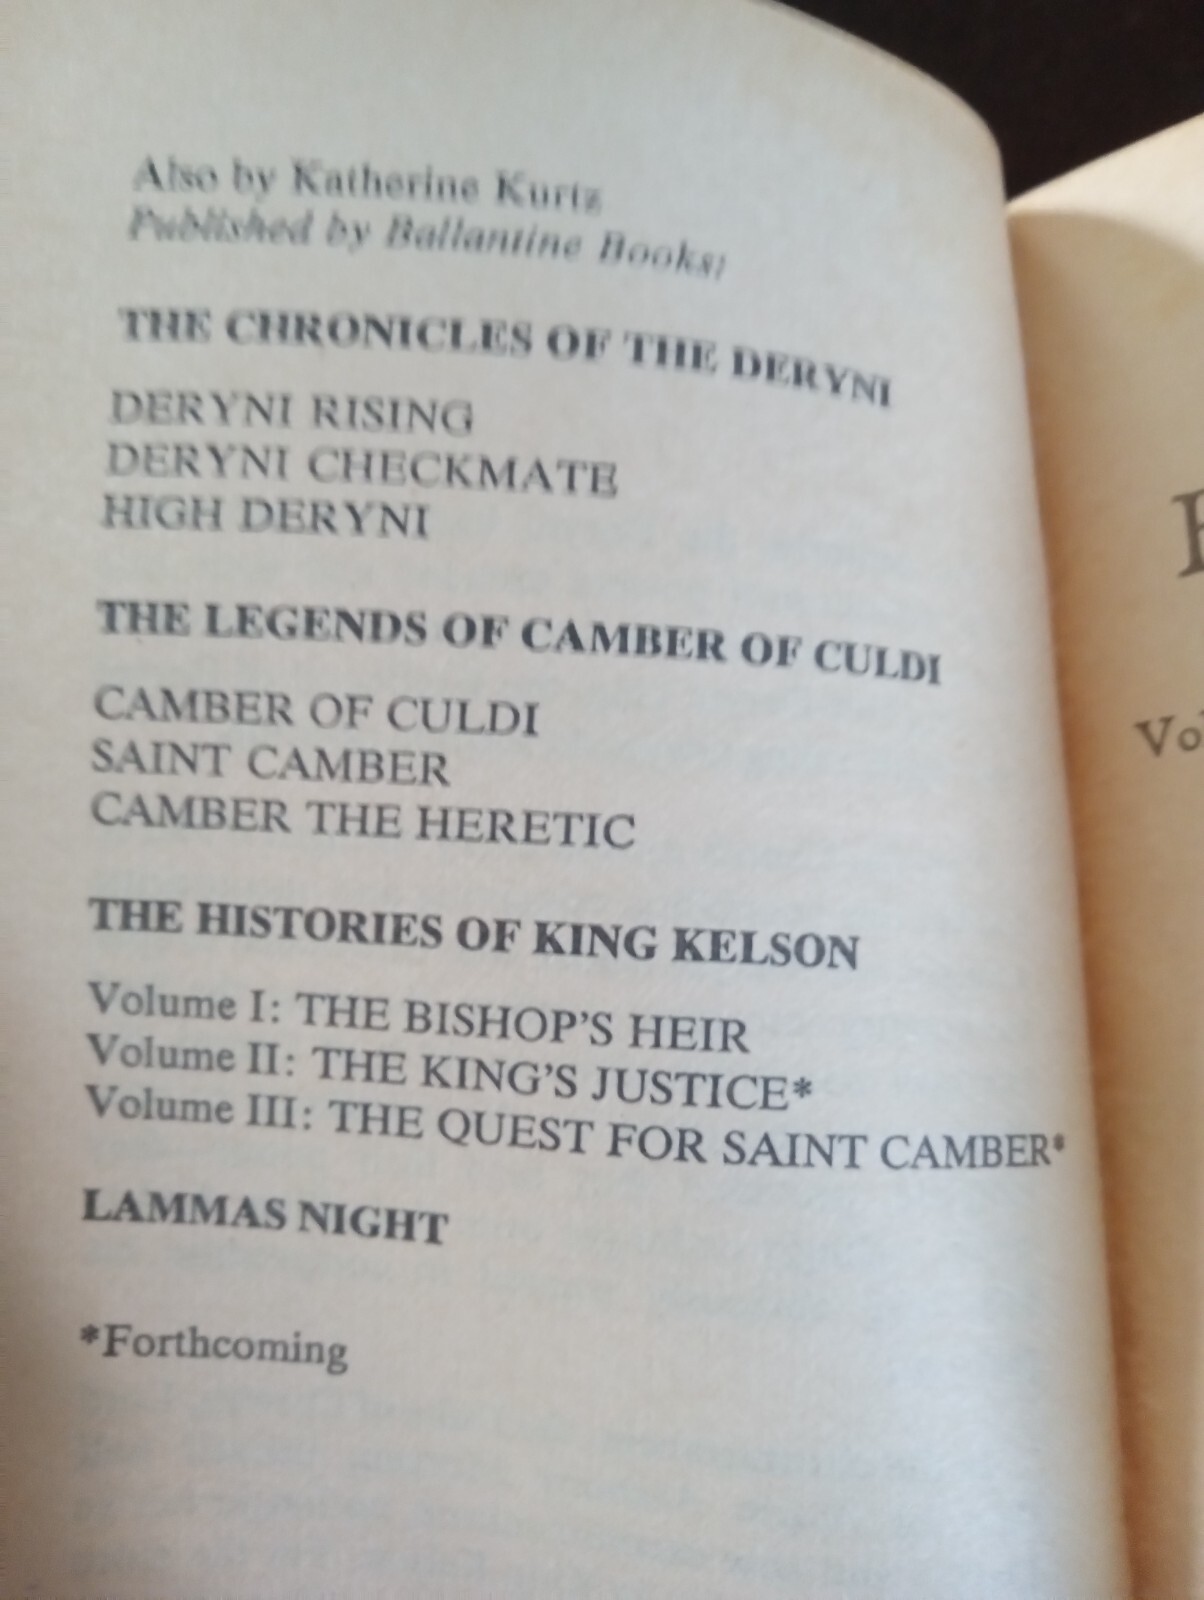 Also by Katherine Kurtz
Published by Ballantine Books:
THE CHRONICLES OF THE DERYNI
DERYNI RISING
DERYNI CHECKMATE
HIGH DERYNI
THE LEGENDS OF CAMBER OF CULDI
CAMBER OF CULDI
SAINT CAMBER
CAMBER THE HERETIC
THE HISTORIES OF KING KELSON
Volume I: THE BISHOP'S HEIR
Volume II: THE KING'S JUSTICE*
Volume III: THE QUEST FOR SAINT CAMBER*
LAMMAS NIGHT
*Forthcoming